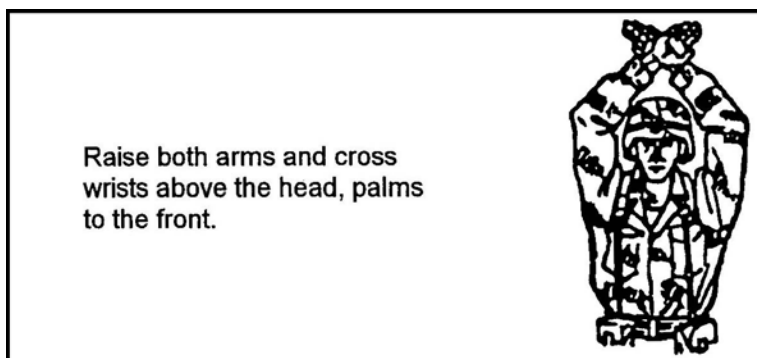 Raise both arms and cross
wrists above the head, palms
to the front.